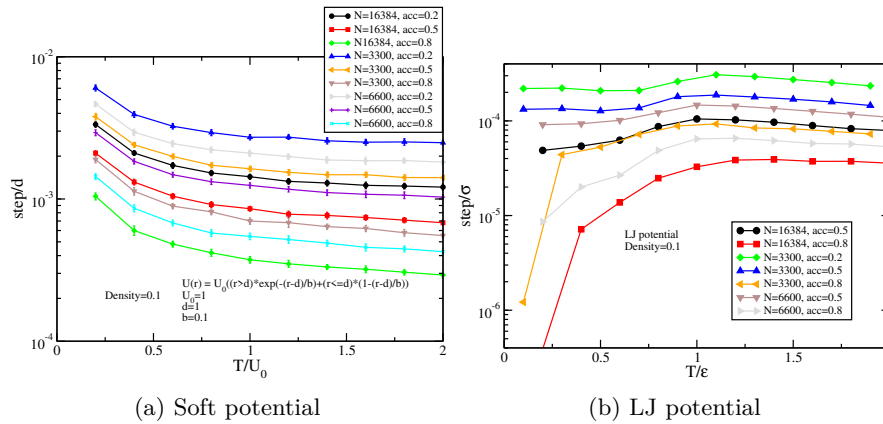 N=16384, acc=0.2
N=16384, acc=0.5
N16384, acc=0.8
N=3300, acc=0.2
N=3300, acc=0.5
N=3300, acc=0.8
N=6600, acc=0.2
N=6600, acc=0.5
N=6600, acc=0.8
10^-2
10^-3
10^-4
step/d
Density=0.1
U(r) = U_0((r>d)*exp(-(r-d)/b)+(r<=d)*(1-(r-d)/b))
U_0=1
d=1
b=0.1
0 0.5 1 1.5 2
T/U_0
(a) Soft potential
10^-4
10^-5
10^-6
step/σ
LJ potential
Density=0.1
N=16384, acc=0.5
N=16384, acc=0.8
N=3300, acc=0.2
N=3300, acc=0.5
N=3300, acc=0.8
N=6600, acc=0.5
N=6600, acc=0.8
0 0.5 1 1.5
T/ε
(b) LJ potential